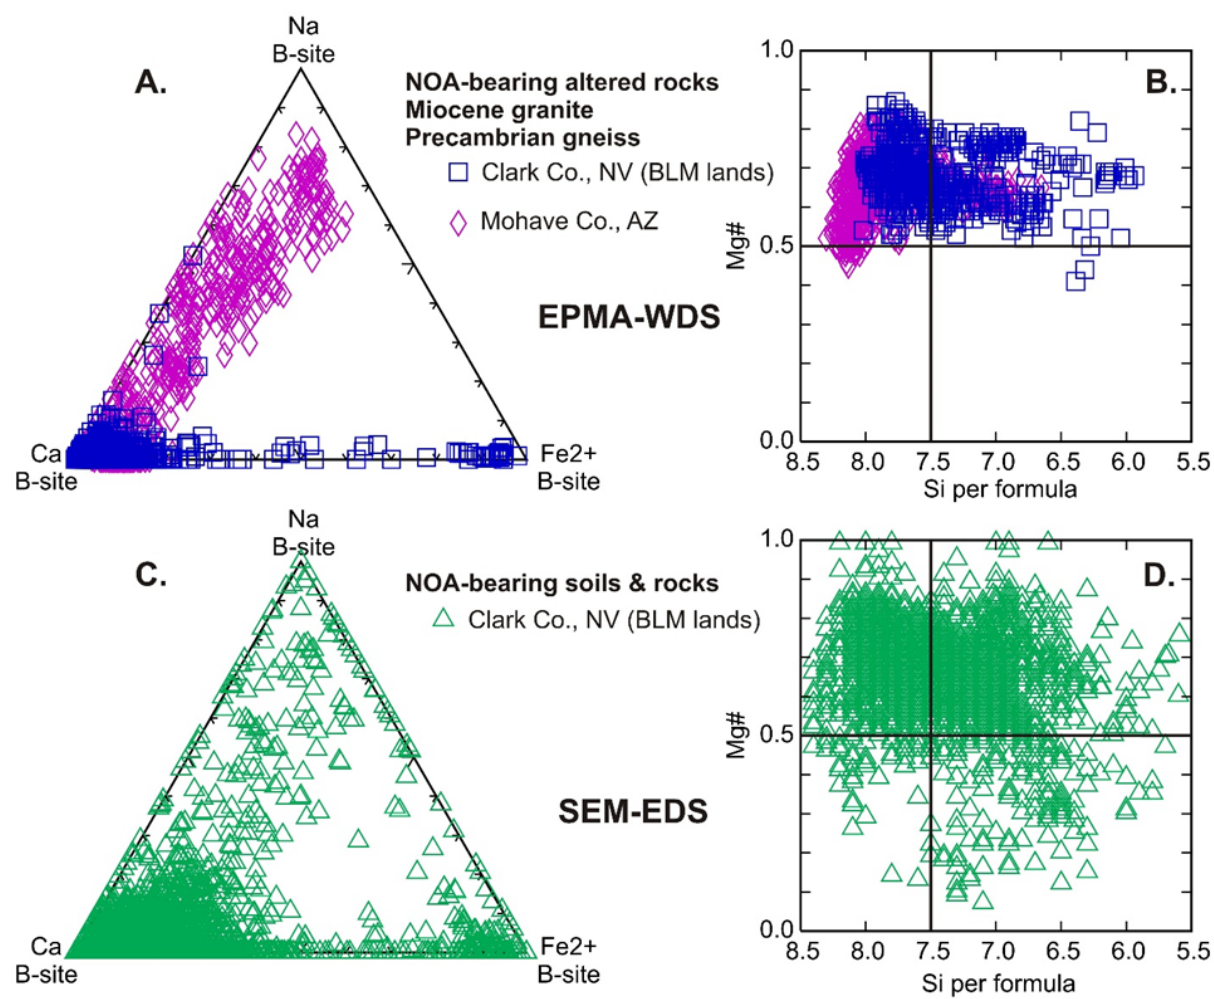 Na
B-site
A.
NOA-bearing altered rocks
Miocene granite
Precambrian gneiss
Clark Co., NV (BLM lands)
Mohave Co., AZ
EPMA-WDS
Ca
B-site
Fe2+
B-site
B.
1.0
0.5
0.0
Mg#
8.5 8.0 7.5 7.0 6.5 6.0 5.5
Si per formula
Na
B-site
C.
NOA-bearing soils & rocks
Clark Co., NV (BLM lands)
SEM-EDS
Ca
B-site
Fe2+
B-site
D.
1.0
0.5
0.0
Mg#
8.5 8.0 7.5 7.0 6.5 6.0 5.5
Si per formula